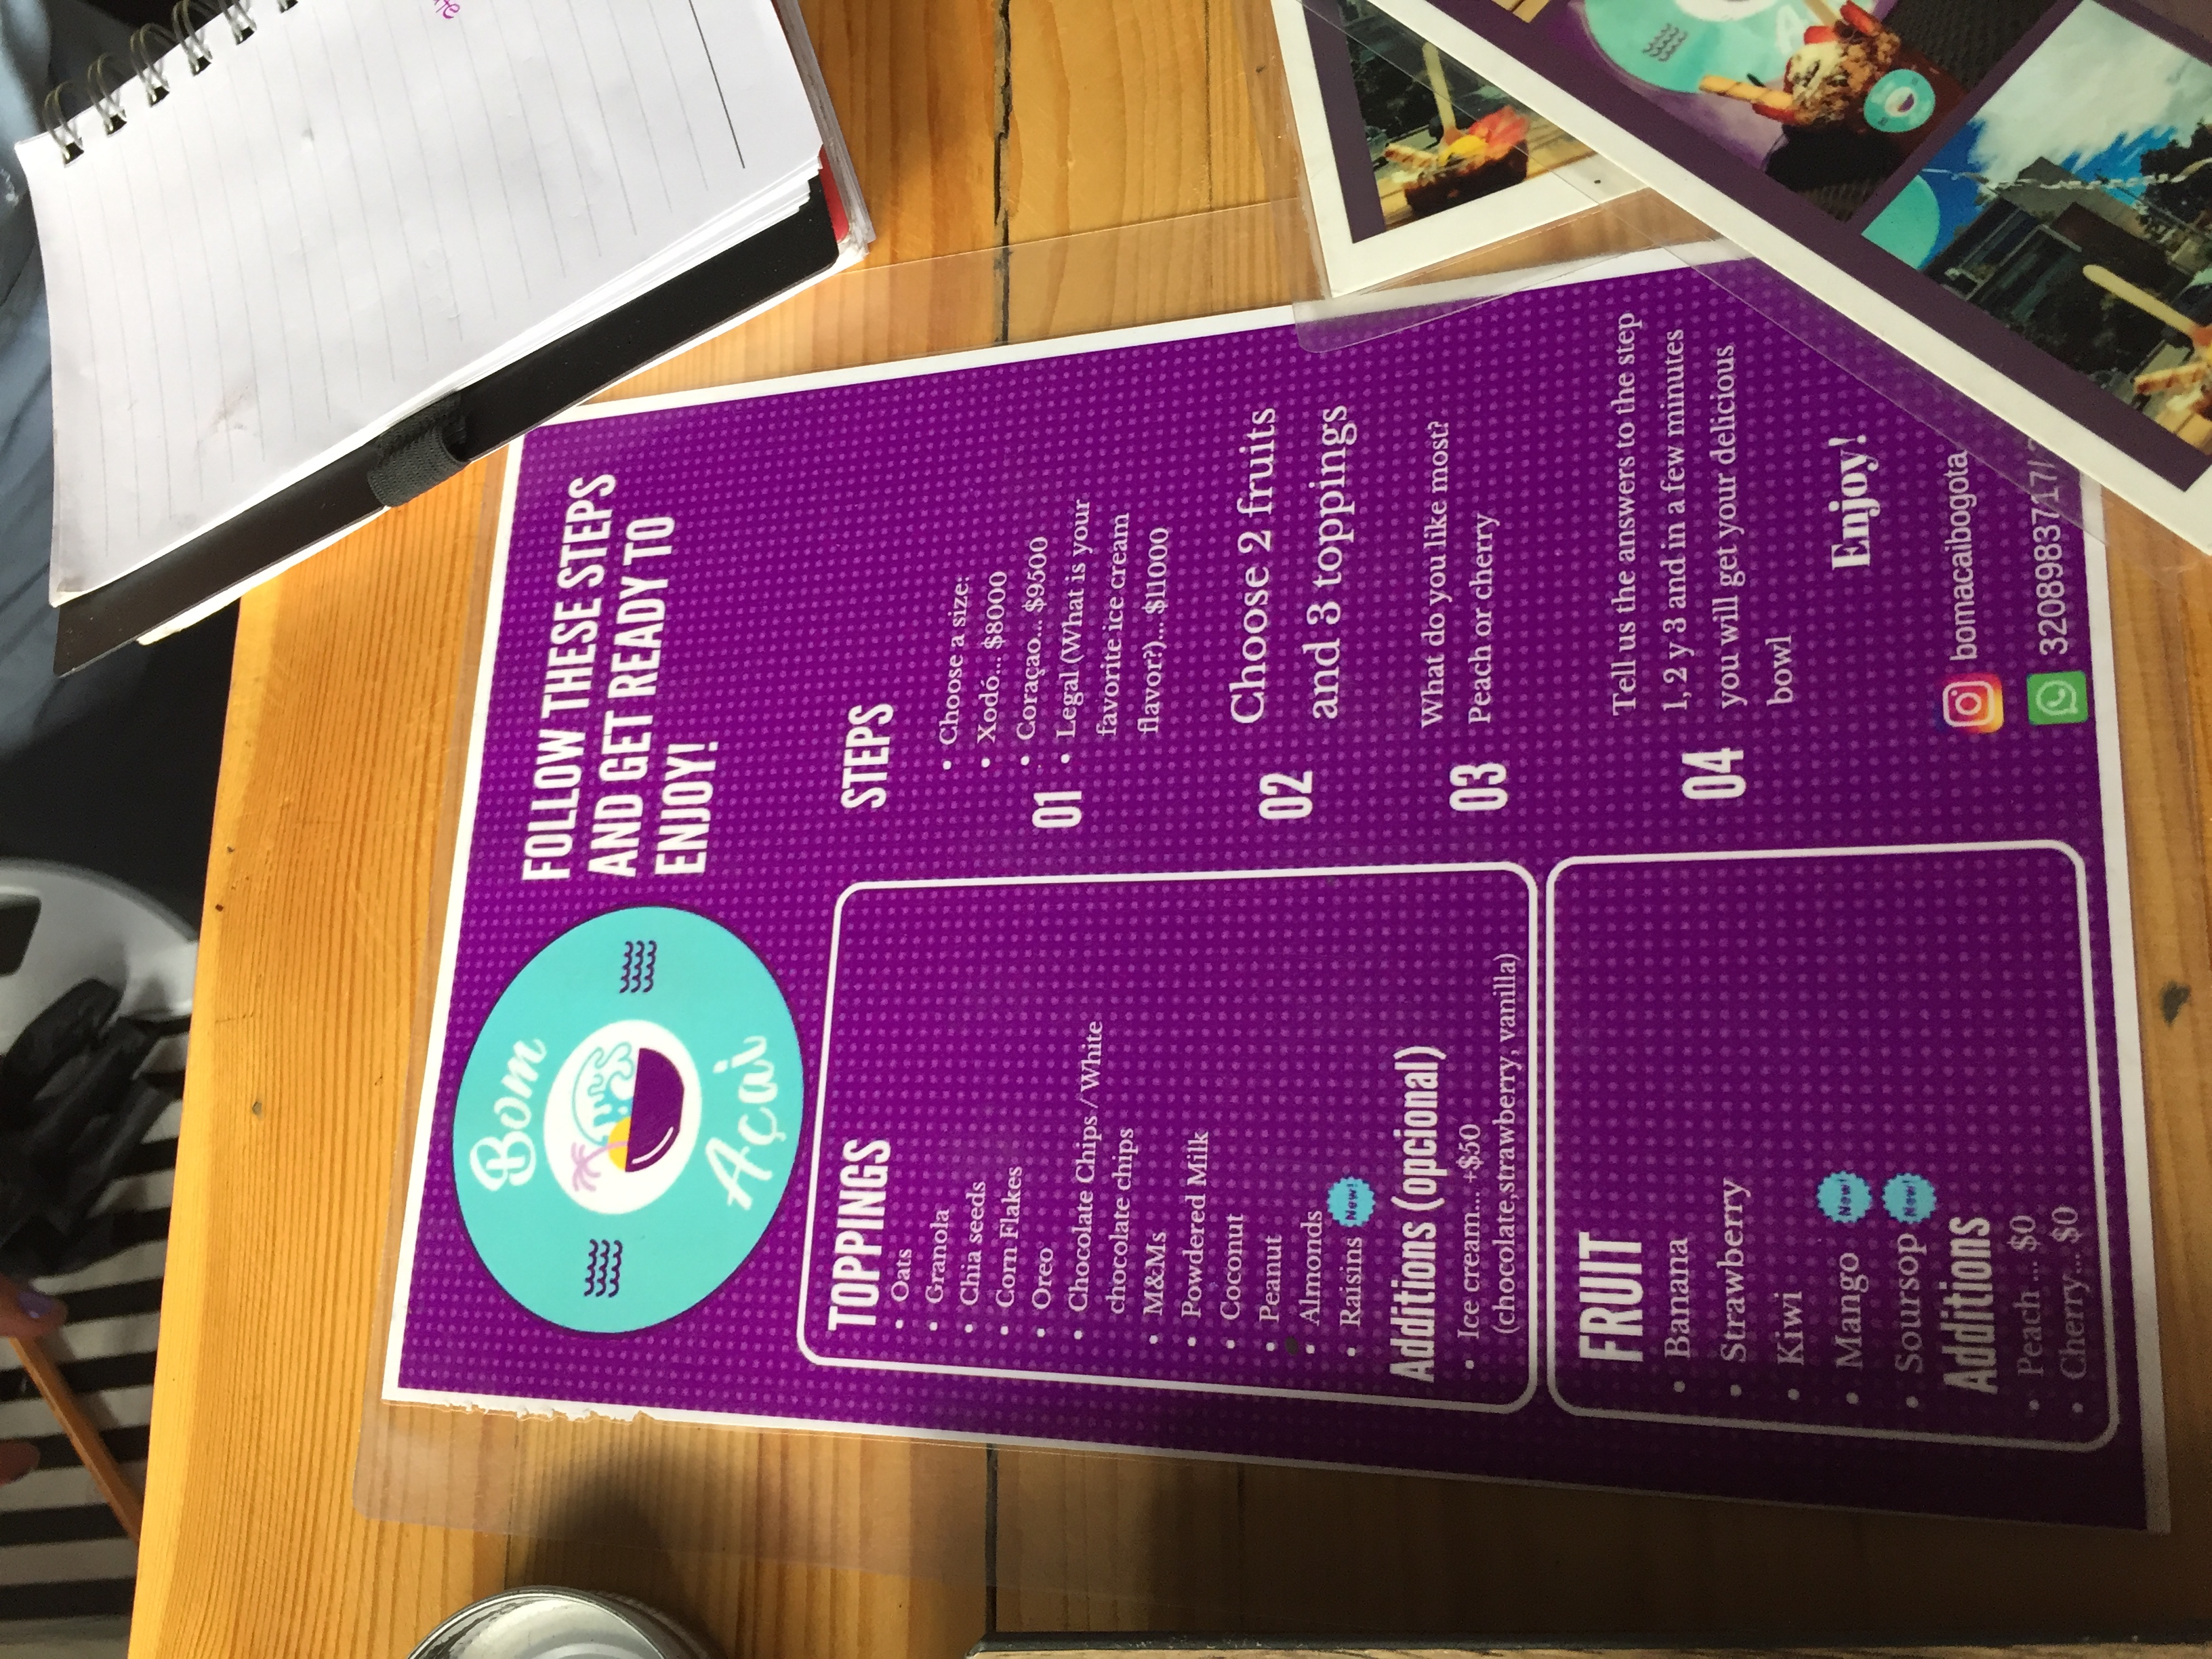 Bom
Açai
FOLLOW THESE STEPS
AND GET READY TO
ENJOY!
TOPPINGS
• Oats
• Granola
• Chia seeds
• Corn Flakes
• Oreo
• Chocolate Chips / White
chocolate chips
• M&Ms
• Powdered Milk
• Coconut
• Peanut
• Almonds
• Raisins New!
Additions (opcional)
• Ice cream... +$50
(chocolate,strawberry, vanilla)
FRUIT
• Banana
• Strawberry
• Kiwi
• Mango New!
• Soursop New!
Additions
• Peach ... $0
• Cherry... $0
STEPS
01
• Choose a size:
• Xodó... $8000
• Coraçao... $9500
• Legal (What is your
favorite ice cream
flavor?)... $11000
02
Choose 2 fruits
and 3 toppings
03
What do you like most?
Peach or cherry
04
Tell us the answers to the step
1, 2 y 3 and in a few minutes
you will get your delicious
bowl
Enjoy!
bomacaibogota
3208983717/